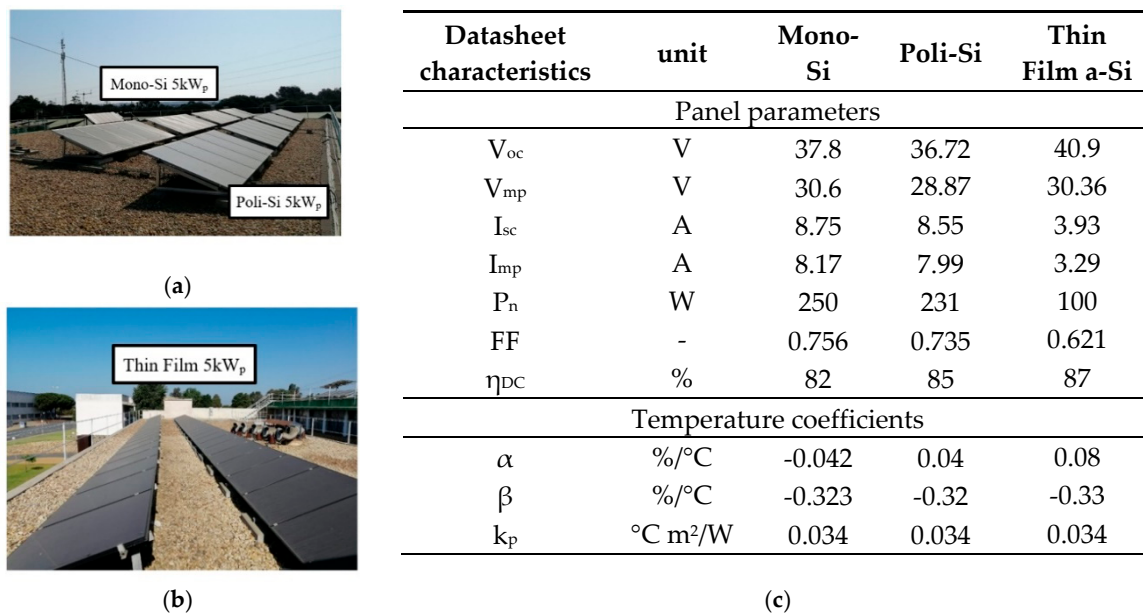 Mono-Si 5kWp
Poli-Si 5kWp
(a)
Thin Film 5kWp
(b)
Datasheet characteristics unit Mono-Si Poli-Si Thin Film a-Si
Panel parameters
Voc V 37.8 36.72 40.9
Vmp V 30.6 28.87 30.36
Isc A 8.75 8.55 3.93
Imp A 8.17 7.99 3.29
Pn W 250 231 100
FF - 0.756 0.735 0.621
ηDC % 82 85 87
Temperature coefficients
α %/°C -0.042 0.04 0.08
β %/°C -0.323 -0.32 -0.33
kp °C m²/W 0.034 0.034 0.034
(c)